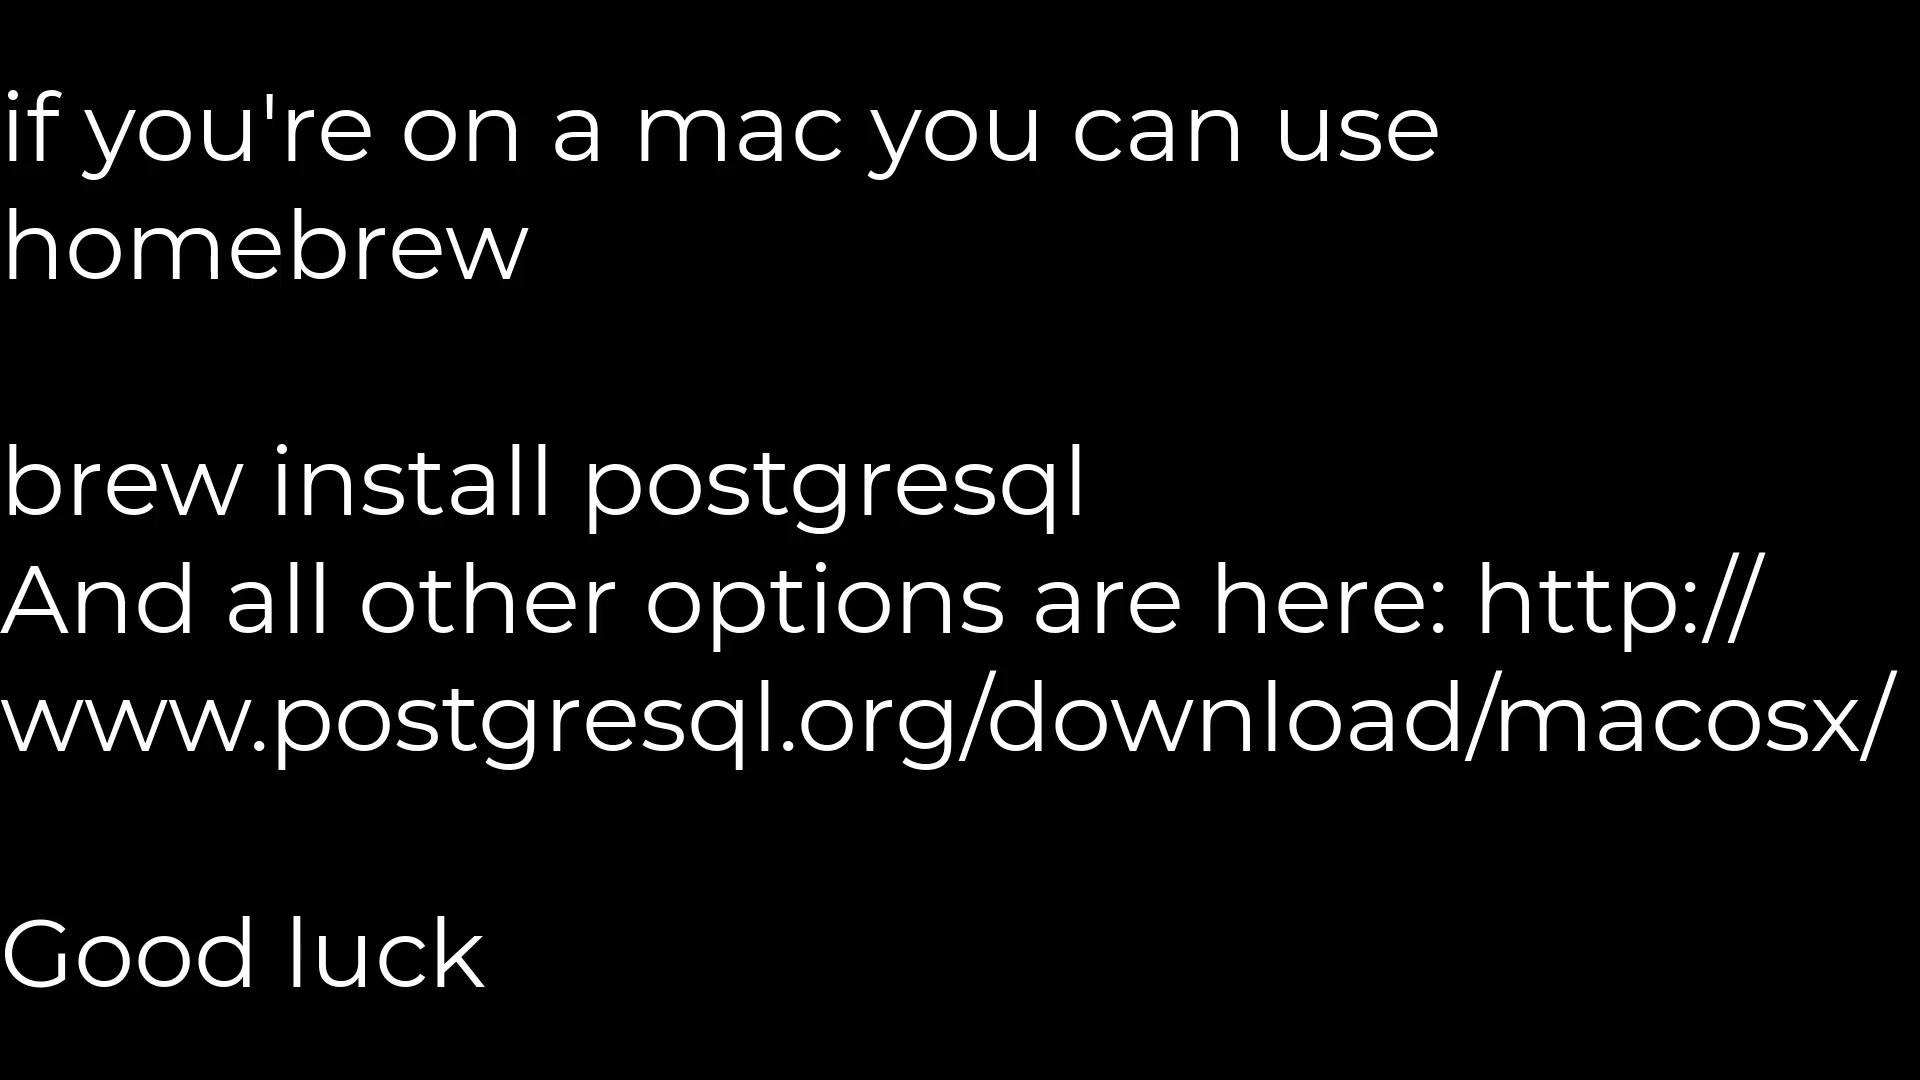 if you're on a mac you can use
homebrew
brew install postgresql
And all other options are here: http://
www.postgresql.org/download/macosx/
Good luck